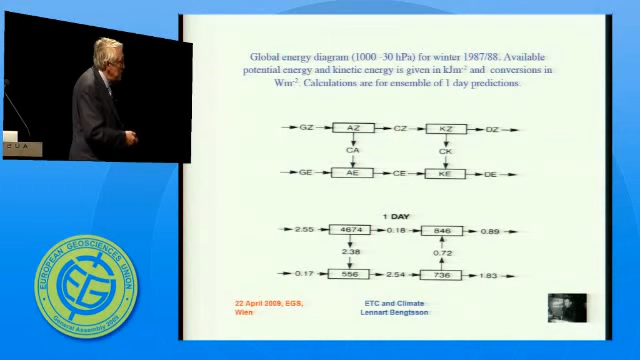 Global energy diagram (1000 -30 hPa) for winter 1987/88. Available
potential energy and kinetic energy is given in kJm⁻² and conversions in
Wm⁻². Calculations are for ensemble of 1 day predictions.
GZ AZ CZ KZ DZ
CA CK
GE AE CE KE DE
1 DAY
2.55 4674 0.18 846 0.89
2.38 0.72
0.17 556 2.54 736 1.83
22 April 2009, EGS,
Wien
ETC and Climate
Lennart Bengtsson
EUROPEAN GEOSCIENCES UNION
EG
General Assembly 2009